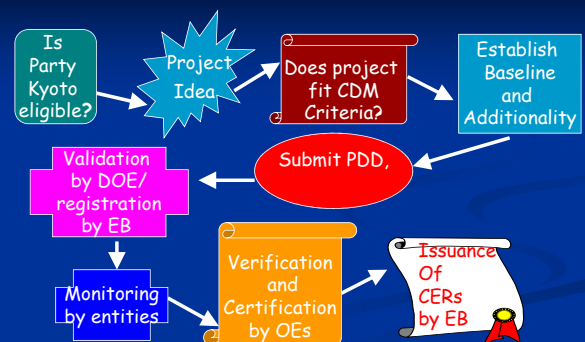 Is
Party
Kyoto
eligible?
Project
Idea
Does project
fit CDM
Criteria?
Establish
Baseline
and
Additionality
Submit PDD,
Validation
by DOE/
registration
by EB
Monitoring
by entities
Verification
and
Certification
by OEs
Issuance
Of
CERs
by EB